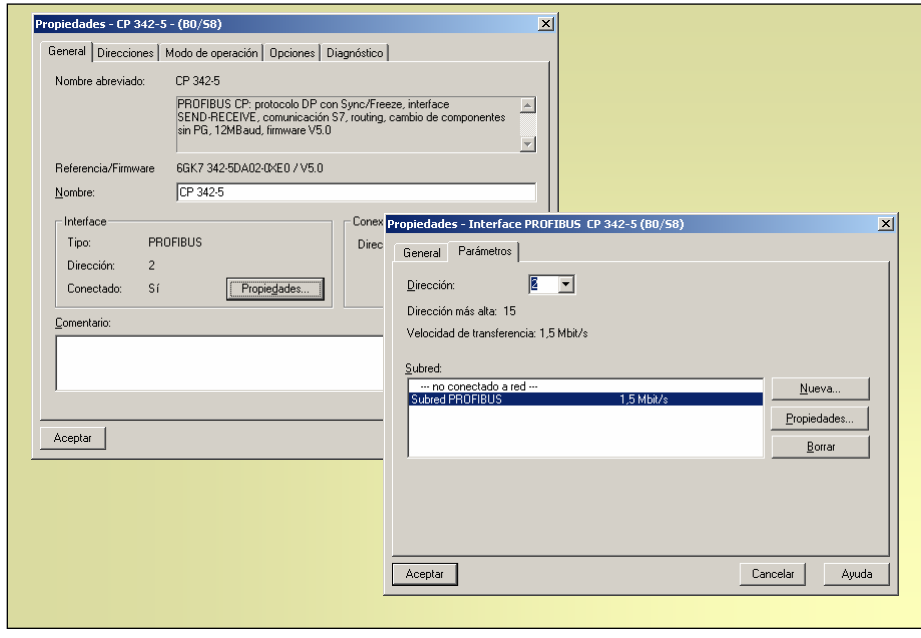 Propiedades - CP 342-5 - (B0/S8)
General Direcciones Modo de operación Opciones Diagnóstico
Nombre abreviado: CP 342-5
PROFIBUS CP: protocolo DP con Sync/Freeze, interface
SEND-RECEIVE, comunicación S7, routing, cambio de componentes
sin PG, 12MBaud, firmware V5.0
Referencia/Firmware 6GK7 342-5DA02-0XE0 / V5.0
Nombre: CP 342-5
Interface
Tipo: PROFIBUS
Dirección: 2
Conectado: Sí Propiedades...
Comentario:
Aceptar
Conex
Direc
Propiedades - Interface PROFIBUS CP 342-5 (B0/S8)
General Parámetros
Dirección: 2
Dirección más alta: 15
Velocidad de transferencia: 1,5 Mbit/s
Subred:
--- no conectado a red ---
Subred PROFIBUS 1,5 Mbit/s
Nueva...
Propiedades...
Borrar
Aceptar Cancelar Ayuda